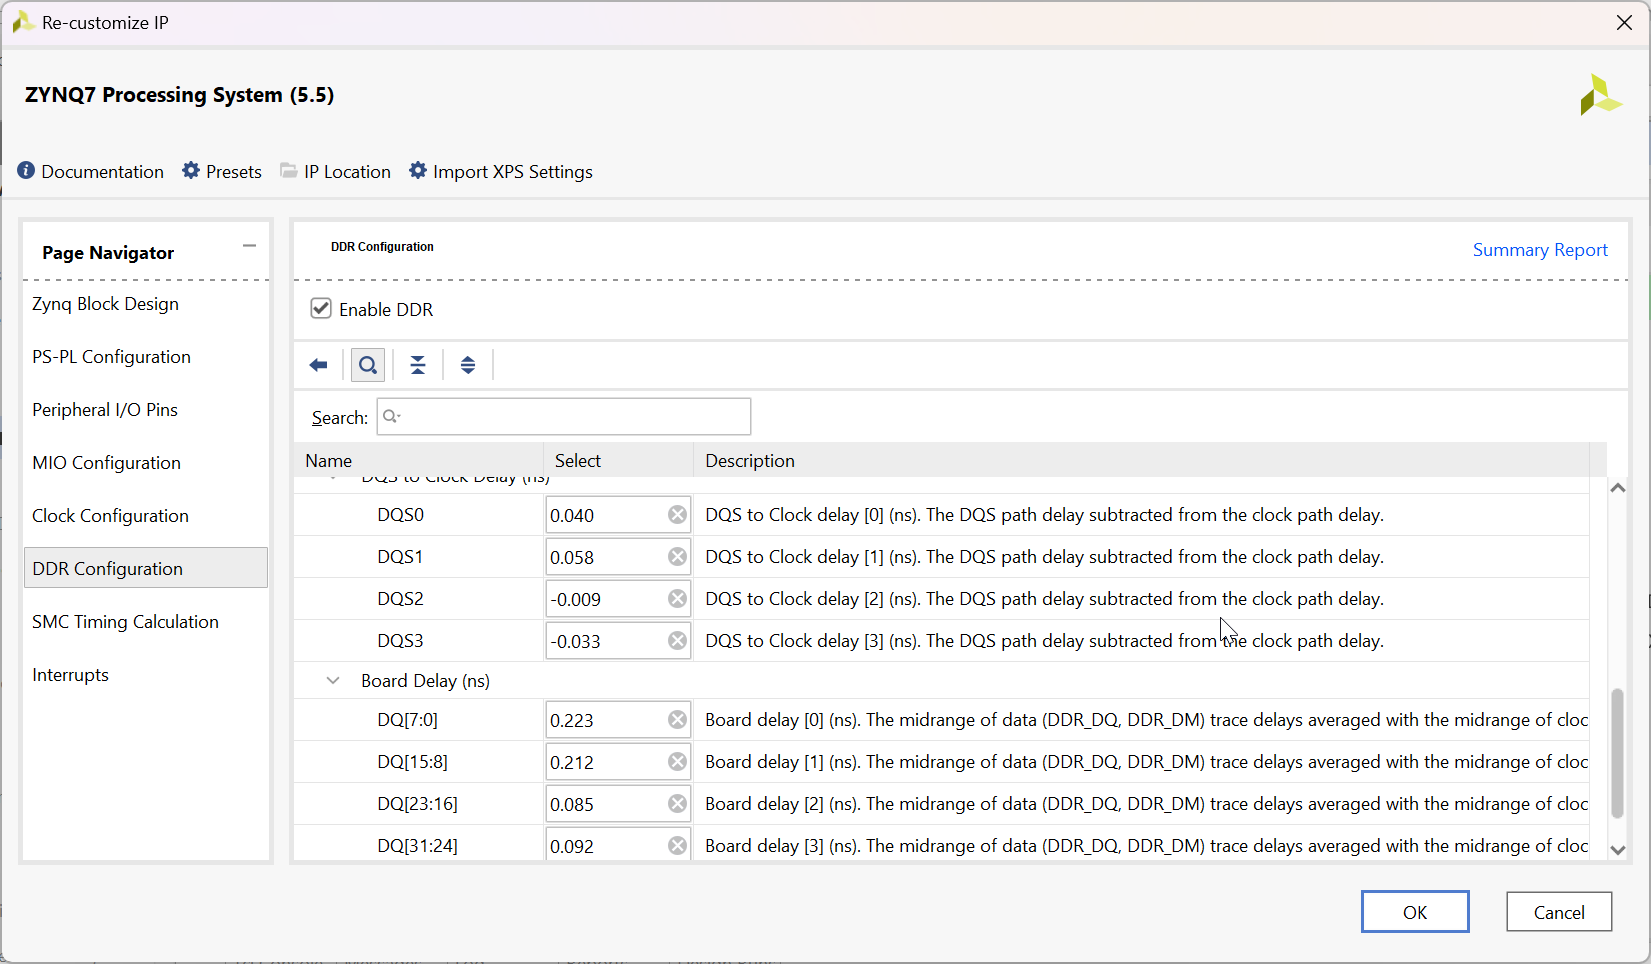 Re-customize IP
ZYNQ7 Processing System (5.5)
Documentation Presets IP Location Import XPS Settings
Page Navigator
Zynq Block Design
PS-PL Configuration
Peripheral I/O Pins
MIO Configuration
Clock Configuration
DDR Configuration
SMC Timing Calculation
Interrupts
DDR Configuration
Summary Report
Enable DDR
Search:
Name Select Description
DQS to Clock Delay (ns)
DQS0 0.040 DQS to Clock delay [0] (ns). The DQS path delay subtracted from the clock path delay.
DQS1 0.058 DQS to Clock delay [1] (ns). The DQS path delay subtracted from the clock path delay.
DQS2 -0.009 DQS to Clock delay [2] (ns). The DQS path delay subtracted from the clock path delay.
DQS3 -0.033 DQS to Clock delay [3] (ns). The DQS path delay subtracted from the clock path delay.
Board Delay (ns)
DQ[7:0] 0.223 Board delay [0] (ns). The midrange of data (DDR_DQ, DDR_DM) trace delays averaged with the midrange of cloc
DQ[15:8] 0.212 Board delay [1] (ns). The midrange of data (DDR_DQ, DDR_DM) trace delays averaged with the midrange of cloc
DQ[23:16] 0.085 Board delay [2] (ns). The midrange of data (DDR_DQ, DDR_DM) trace delays averaged with the midrange of cloc
DQ[31:24] 0.092 Board delay [3] (ns). The midrange of data (DDR_DQ, DDR_DM) trace delays averaged with the midrange of cloc
OK Cancel